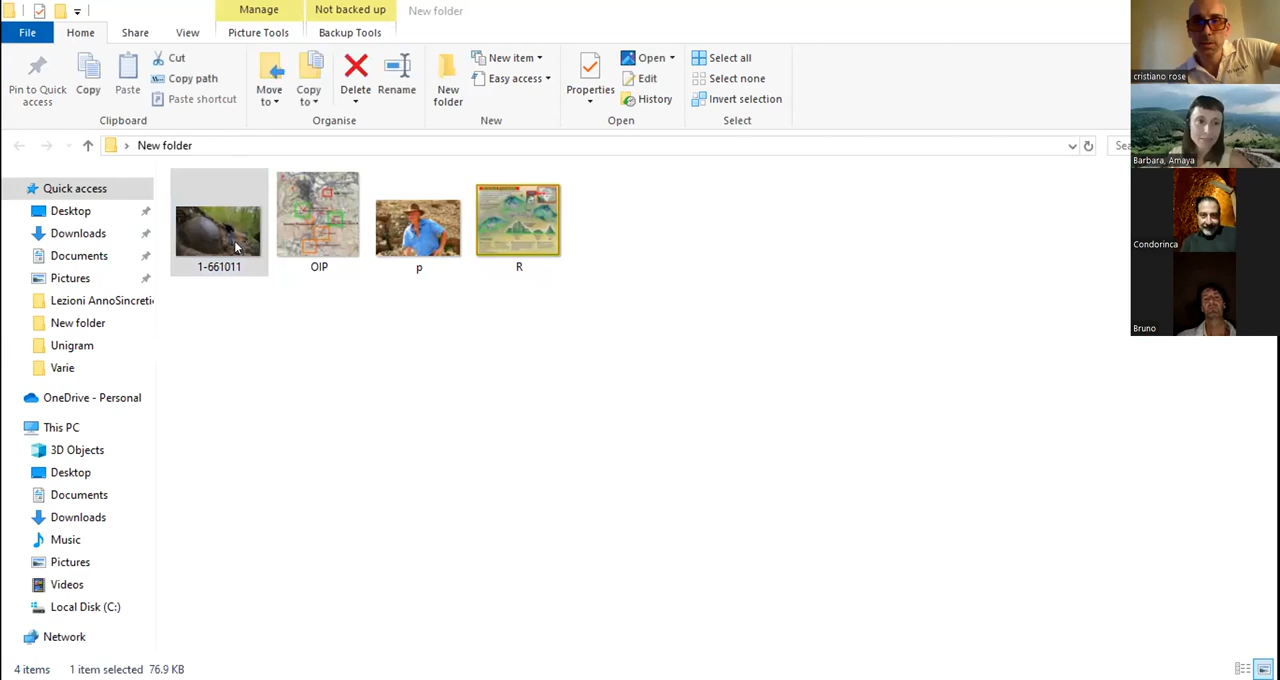 Manage
Not backed up
New folder
File
Home
Share
View
Picture Tools
Backup Tools
Pin to Quick
access
Copy
Paste
Cut
Copy path
Paste shortcut
Clipboard
Move
to
Copy
to
Delete
Rename
Organise
New
folder
New item
Easy access
New
Properties
Open
Edit
History
Open
Select all
Select none
Invert selection
Select
New folder
Sea
Quick access
Desktop
Downloads
Documents
Pictures
Lezioni AnnoSincreti
New folder
Unigram
Varie
OneDrive - Personal
This PC
3D Objects
Desktop
Documents
Downloads
Music
Pictures
Videos
Local Disk (C:)
Network
1-661011
OIP
p
R
4 items
1 item selected 76.9 KB
cristiano rose
Barbara, Amaya
Condorinca
Bruno